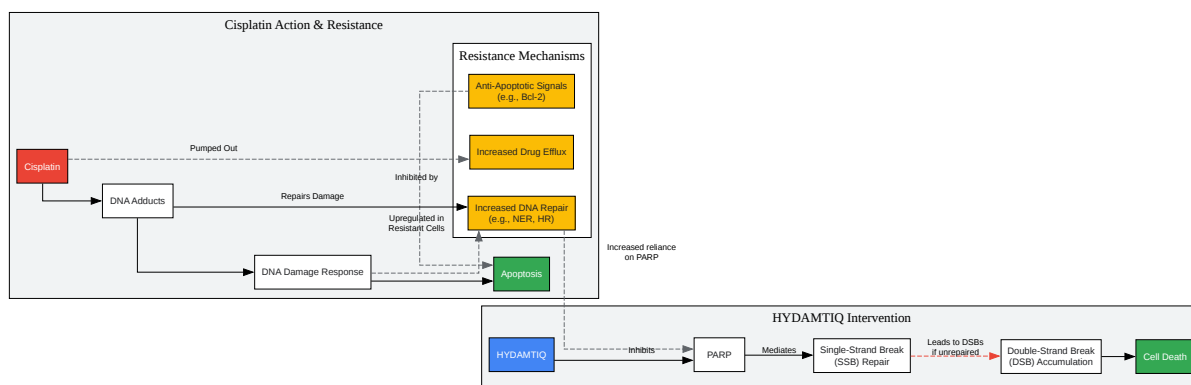 Cisplatin Action & Resistance
Resistance Mechanisms
Anti-Apoptotic Signals
(e.g., Bcl-2)
Pumped Out
Increased Drug Efflux
Cisplatin
Inhibited by
DNA Adducts
Repairs Damage
Increased DNA Repair
(e.g., NER, HR)
Upregulated in
Resistant Cells
Increased reliance
on PARP
DNA Damage Response
Apoptosis
HYDAMTIQ Intervention
HYDAMTIQ
Inhibits
PARP
Mediates
Single-Strand Break
(SSB) Repair
Leads to DSBs
if unrepaired
Double-Strand Break
(DSB) Accumulation
Cell Death